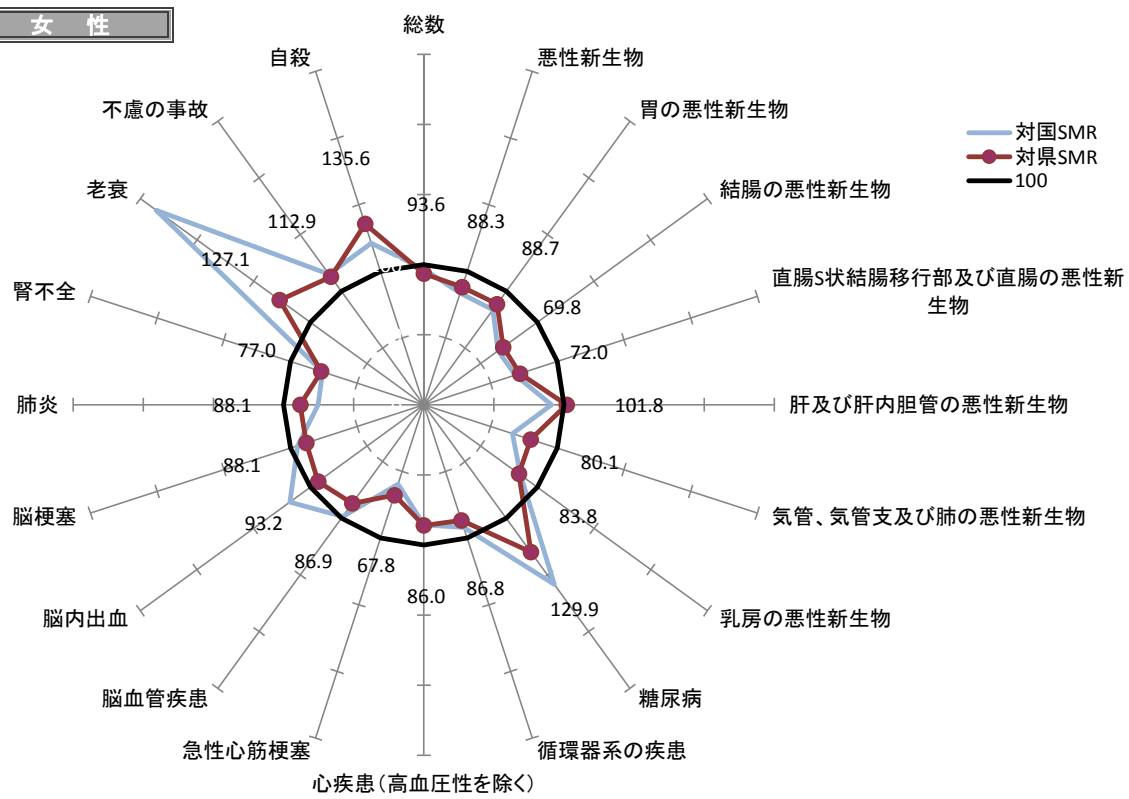 女 性
総数
悪性新生物
胃の悪性新生物
結腸の悪性新生物
直腸S状結腸移行部及び直腸の悪性新
生物
肝及び肝内胆管の悪性新生物
気管、気管支及び肺の悪性新生物
乳房の悪性新生物
糖尿病
循環器系の疾患
心疾患(高血圧性を除く)
急性心筋梗塞
脳血管疾患
脳内出血
脳梗塞
肺炎
腎不全
老衰
不慮の事故
自殺
93.6
88.3
88.7
69.8
72.0
101.8
80.1
83.8
129.9
86.8
86.0
67.8
86.9
93.2
88.1
88.1
77.0
127.1
112.9
135.6
対国SMR
対県SMR
100